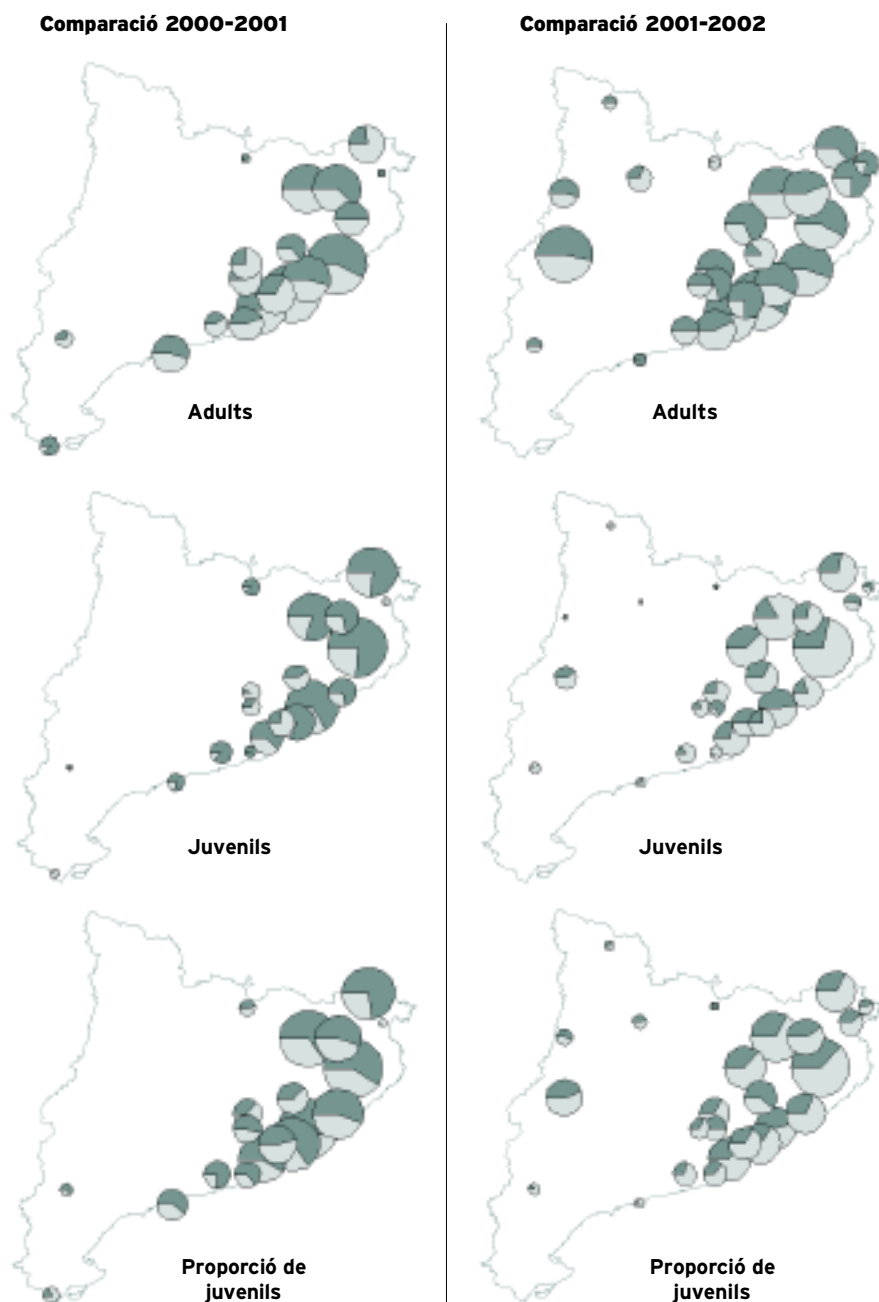 Comparació 2000-2001
Comparació 2001-2002
Adults
Adults
Juvenils
Juvenils
Proporció de
juvenils
Proporció de
juvenils